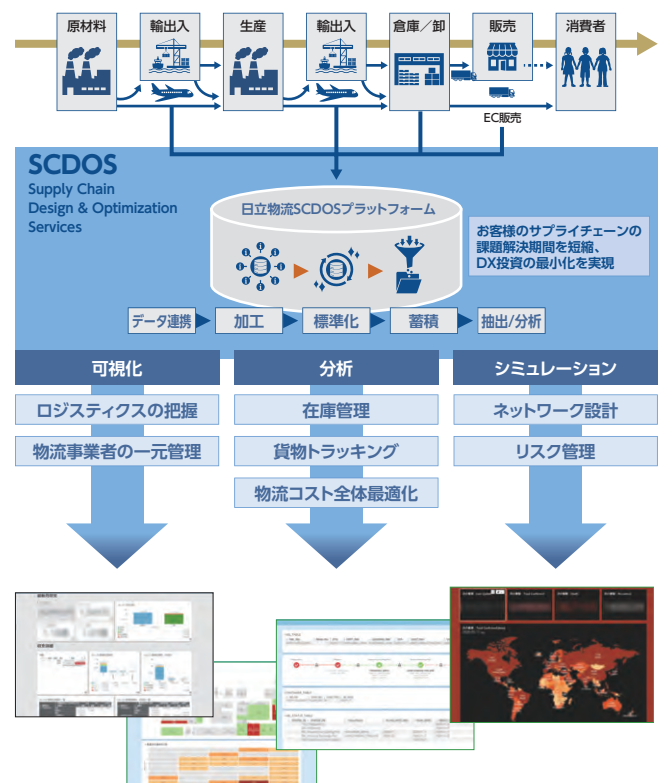 原材料
輸出入
生産
輸出入
倉庫／卸
販売
消費者
EC販売
SCDOS
Supply Chain
Design & Optimization
Services
日立物流SCDOSプラットフォーム
お客様のサプライチェーンの
課題解決期間を短縮、
DX投資の最小化を実現
データ連携
加工
標準化
蓄積
抽出/分析
可視化
分析
シミュレーション
ロジスティクスの把握
在庫管理
ネットワーク設計
物流事業者の一元管理
貨物トラッキング
リスク管理
物流コスト全体最適化